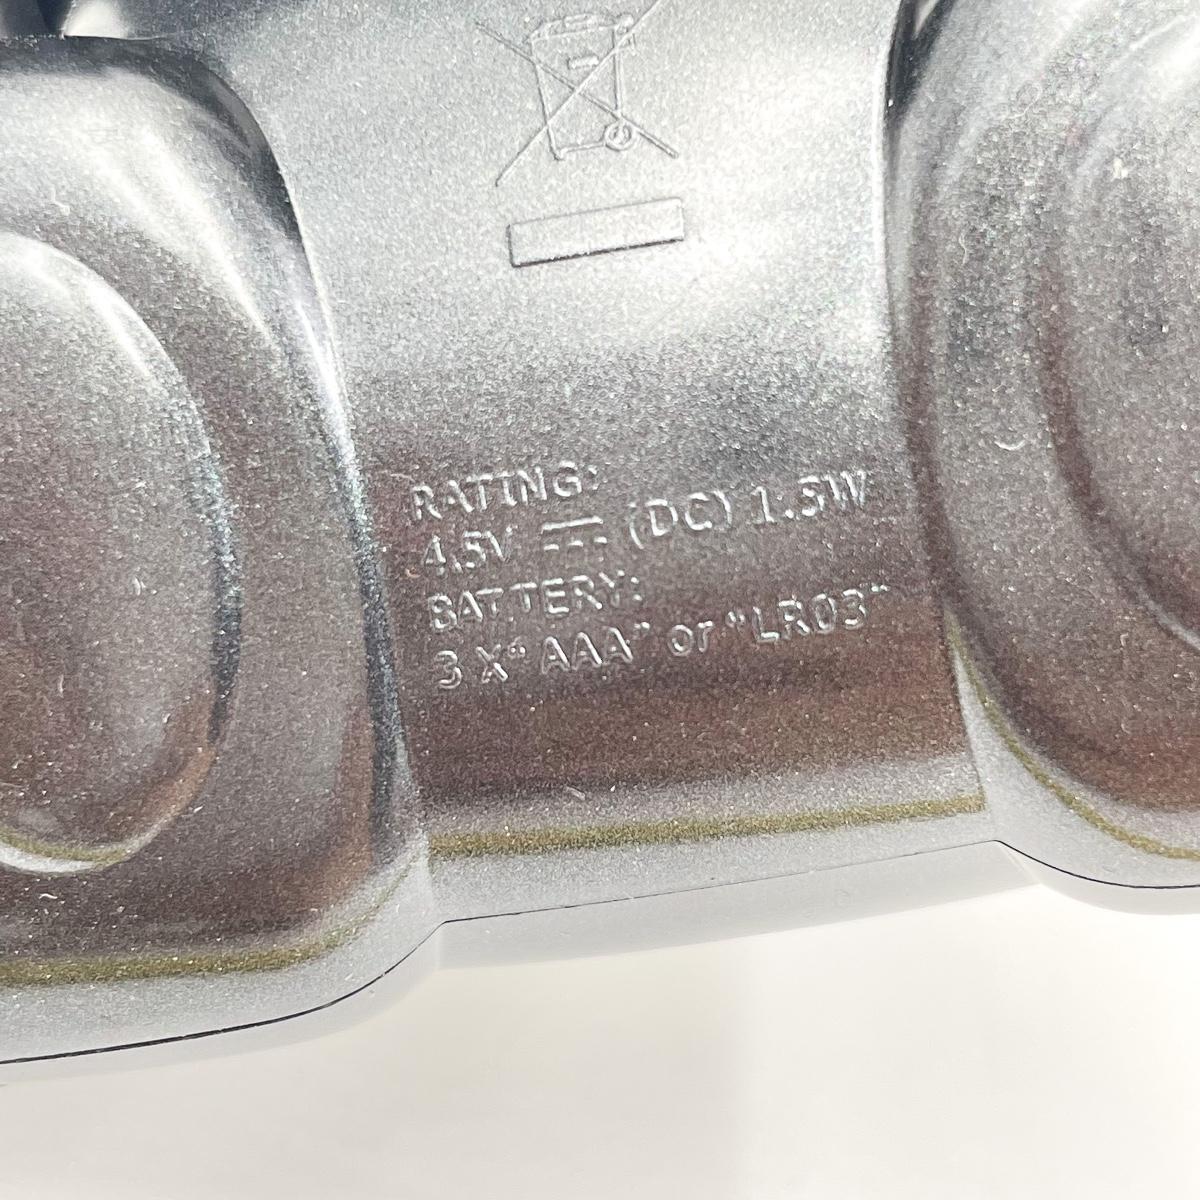 RATING:
4.5V ⎓ (DC) 1.5W
BATTERY:
3 X" AAA" or "LR03"